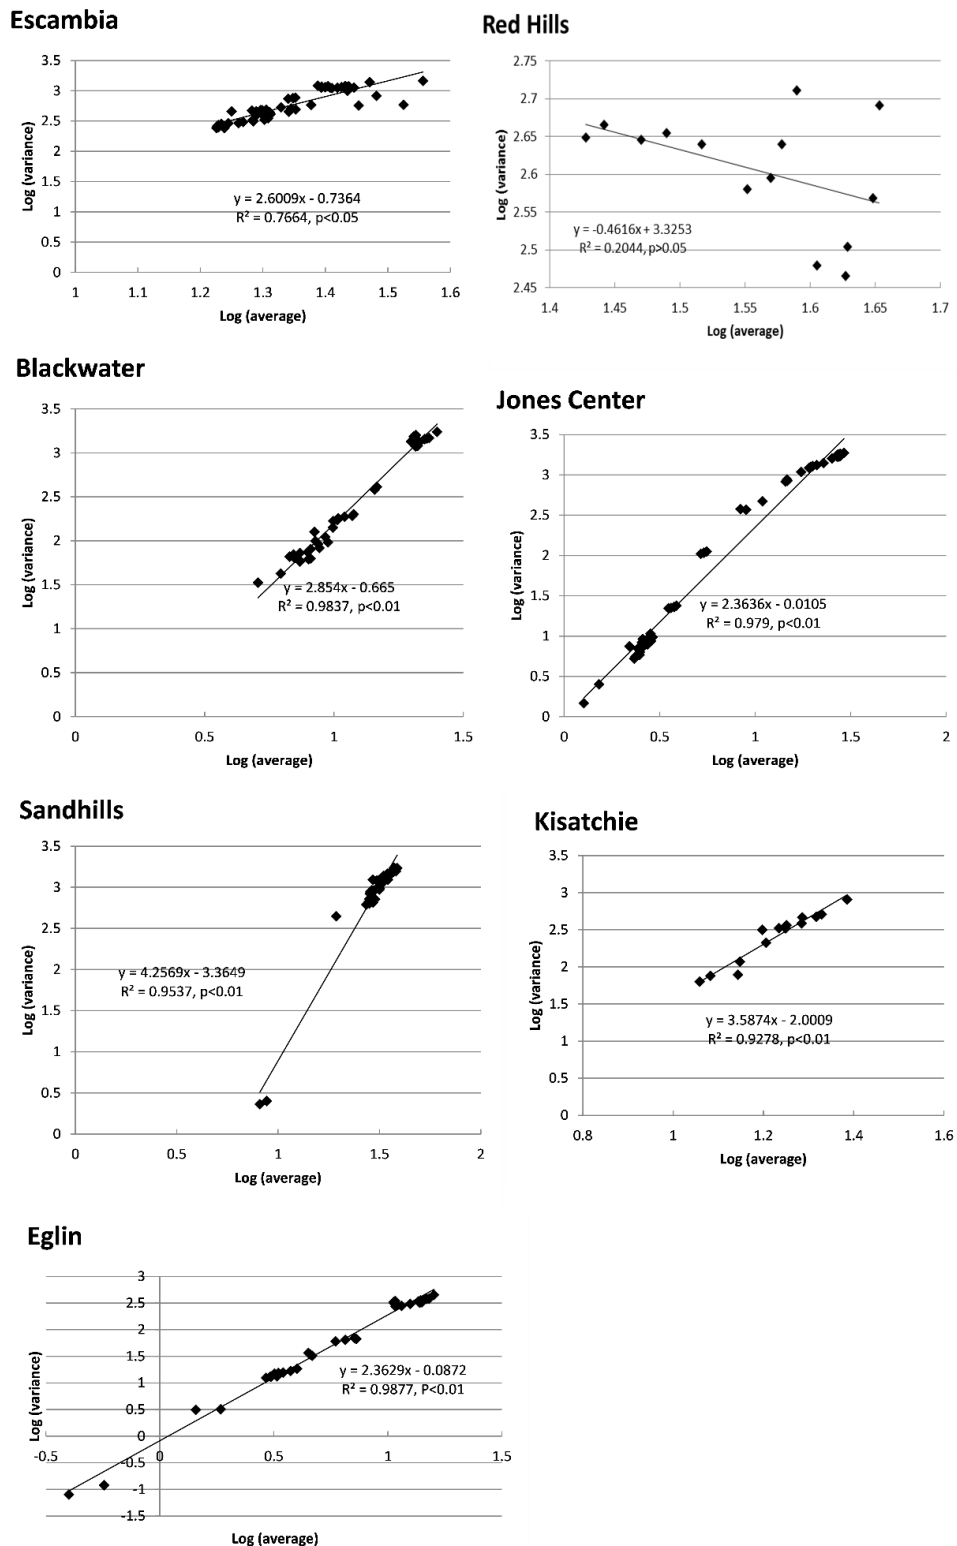 Escambia
3.5
3
2.5
2
1.5
1
0.5
0
Log (variance)
y = 2.6009x - 0.7364
R² = 0.7664, p<0.05
1 1.1 1.2 1.3 1.4 1.5 1.6
Log (average)
Red Hills
2.75
2.7
2.65
2.6
2.55
2.5
2.45
Log (variance)
y = -0.4616x + 3.3253
R² = 0.2044, p>0.05
1.4 1.45 1.5 1.55 1.6 1.65 1.7
Log (average)
Blackwater
3.5
3
2.5
2
1.5
1
0.5
0
Log (variance)
y = 2.854x - 0.665
R² = 0.9837, p<0.01
0 0.5 1 1.5
Log (average)
Jones Center
3.5
3
2.5
2
1.5
1
0.5
0
Log (variance)
y = 2.3636x - 0.0105
R² = 0.979, p<0.01
0 0.5 1 1.5 2
Log (average)
Sandhills
3.5
3
2.5
2
1.5
1
0.5
0
Log (variance)
y = 4.2569x - 3.3649
R² = 0.9537, p<0.01
0 0.5 1 1.5 2
Log (average)
Kisatchie
3.5
3
2.5
2
1.5
1
0.5
0
Log (variance)
y = 3.5874x - 2.0009
R² = 0.9278, p<0.01
0.8 1 1.2 1.4 1.6
Log (average)
Eglin
3
2.5
2
1.5
1
0.5
0
-0.5
-1
-1.5
Log (variance)
y = 2.3629x - 0.0872
R² = 0.9877, P<0.01
-0.5 0 0.5 1 1.5
Log (average)